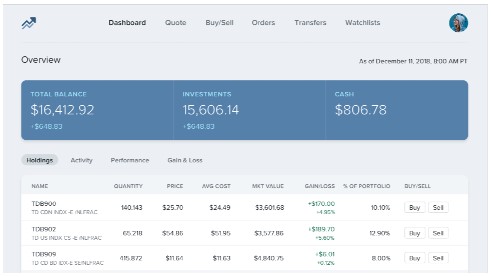 Dashboard Quote Buy/Sell Orders Transfers Watchlists
Overview As of December 11, 2018, 8:00 AM PT
TOTAL BALANCE INVESTMENTS CASH
$16,412.92 15,606.14 $806.78
+$648.83 +$648.83
Holdings Activity Performance Gain & Loss
NAME QUANTITY PRICE AVG COST MKT VALUE GAIN/LOSS % OF PORTFOLIO BUY/SELL
TDB900 140.143 $25.70 $24.49 $3,601.68 +$170.00 10.10% Buy Sell
TD CDN INDX -E /NLFRAC +4.95%
TDB902 65.218 $54.86 $51.95 $3,577.86 +$189.70 12.90% Buy Sell
TD US INDX CS -E /NLFRAC +5.60%
TDB909 415.872 $11.64 $11.63 $4,840.75 +$6.01 8.00% Buy Sell
TD CD BD IDX-E +0.12%